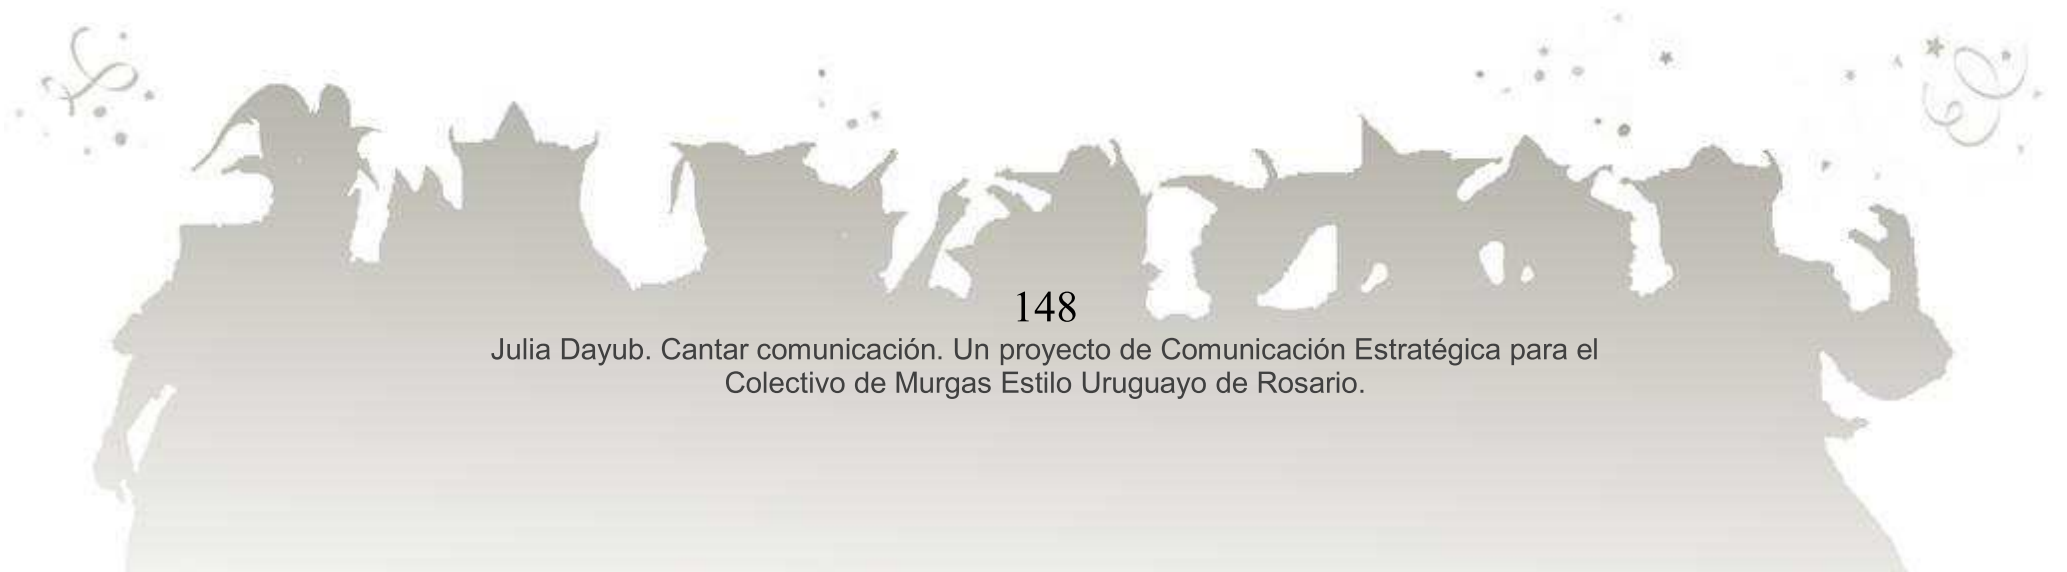 148
Julia Dayub. Cantar comunicación. Un proyecto de Comunicación Estratégica para el
Colectivo de Murgas Estilo Uruguayo de Rosario.